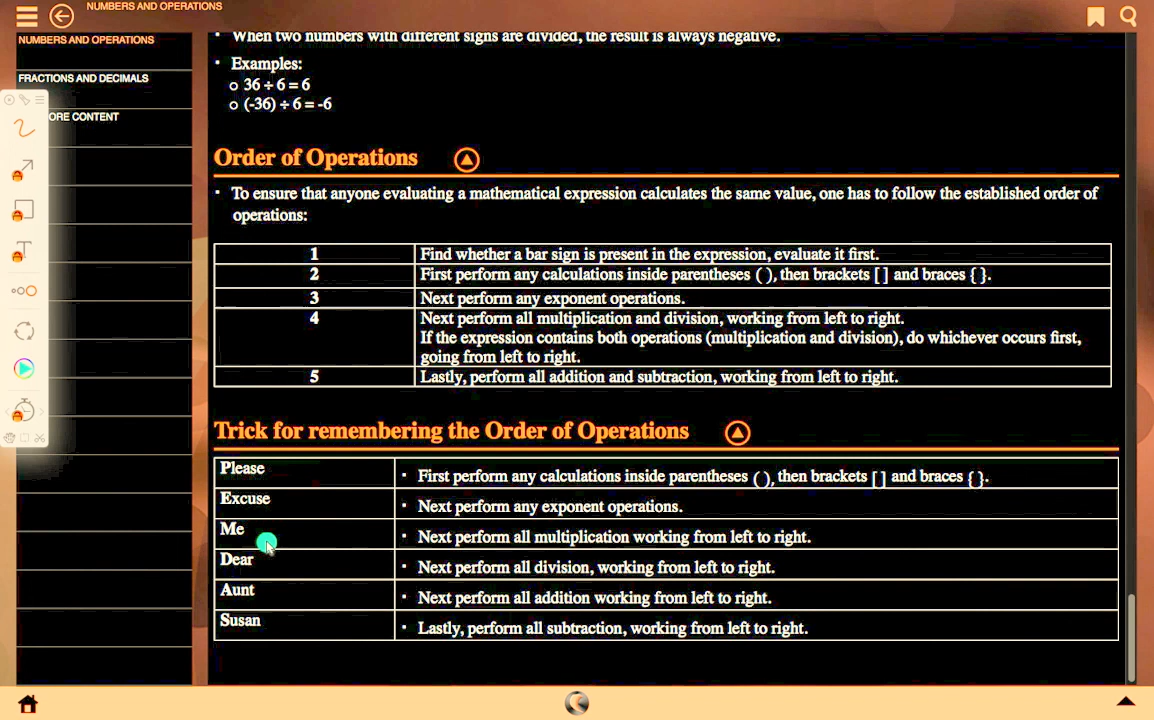 NUMBERS AND OPERATIONS
NUMBERS AND OPERATIONS
FRACTIONS AND DECIMALS
ORE CONTENT
• When two numbers with different signs are divided, the result is always negative.
• Examples:
o 36 ÷ 6 = 6
o (-36) ÷ 6 = -6
Order of Operations
• To ensure that anyone evaluating a mathematical expression calculates the same value, one has to follow the established order of
operations:
1 Find whether a bar sign is present in the expression, evaluate it first.
2 First perform any calculations inside parentheses ( ), then brackets [ ] and braces { }.
3 Next perform any exponent operations.
4 Next perform all multiplication and division, working from left to right.
If the expression contains both operations (multiplication and division), do whichever occurs first,
going from left to right.
5 Lastly, perform all addition and subtraction, working from left to right.
Trick for remembering the Order of Operations
Please • First perform any calculations inside parentheses ( ), then brackets [ ] and braces { }.
Excuse • Next perform any exponent operations.
Me • Next perform all multiplication working from left to right.
Dear • Next perform all division, working from left to right.
Aunt • Next perform all addition working from left to right.
Susan • Lastly, perform all subtraction, working from left to right.